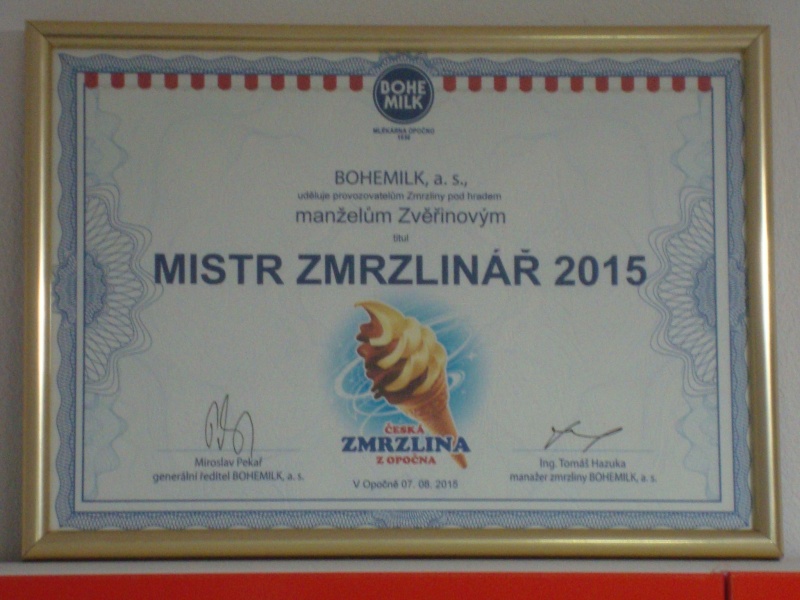 BOHE
MILK
MLÉKÁRNA OPOČNO
BOHEMILK, a. s.,
uděluje provozovatelům Zmrzliny pod hradem
manželům Zvěřinovým
titul
MISTR ZMRZLINÁŘ 2015
ČESKÁ
ZMRZLINA
Z OPOČNA
Miroslav Pekař
generální ředitel BOHEMILK, a. s.
V Opočně 07. 08. 2015
Ing. Tomáš Hazuka
manažer zmrzliny BOHEMILK, a. s.